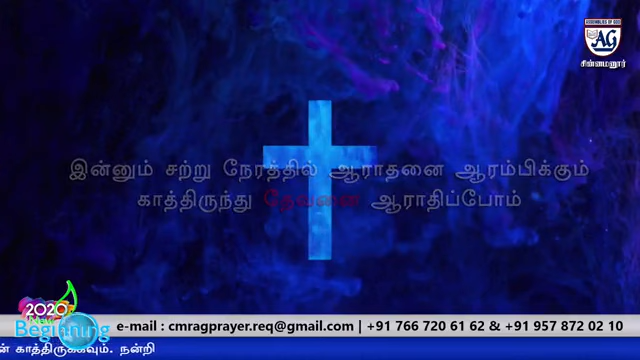 ASSEMBLIES OF GOD
AG
சின்னமனூர்
இன்னும் சற்று நேரத்தில் ஆராதனை ஆரம்பிக்கும்
காத்திருந்து தேவனை ஆராதிப்போம்
2020
New
Beginning
e-mail : cmragprayer.req@gmail.com | +91 766 720 61 62 & +91 957 872 02 10
காத்திருக்கவும். நன்றி